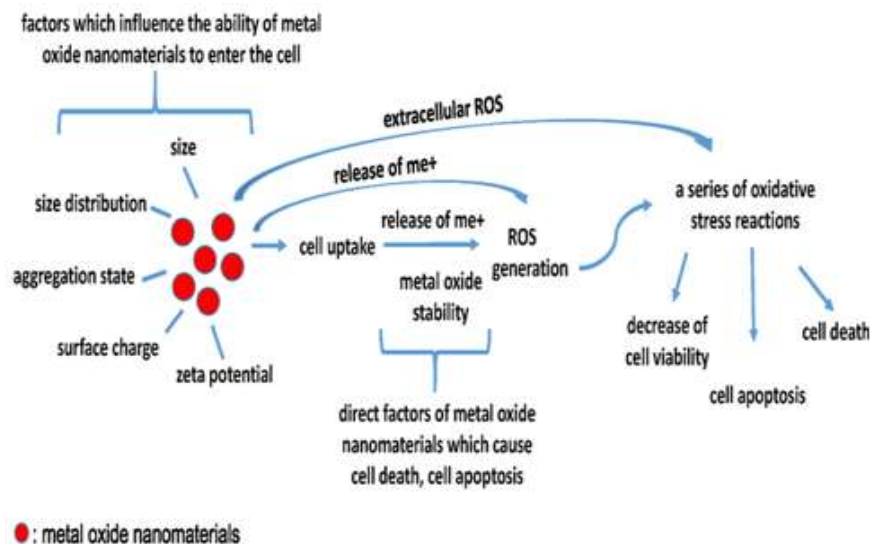 factors which influence the ability of metal
oxide nanomaterials to enter the cell
extracellular ROS
size
release of me+
size distribution
a series of oxidative
stress reactions
release of me+
cell uptake
ROS
generation
aggregation state
metal oxide
stability
surface charge
zeta potential
decrease of
cell viability
cell death
cell apoptosis
direct factors of metal oxide
nanomaterials which cause
cell death, cell apoptosis
: metal oxide nanomaterials